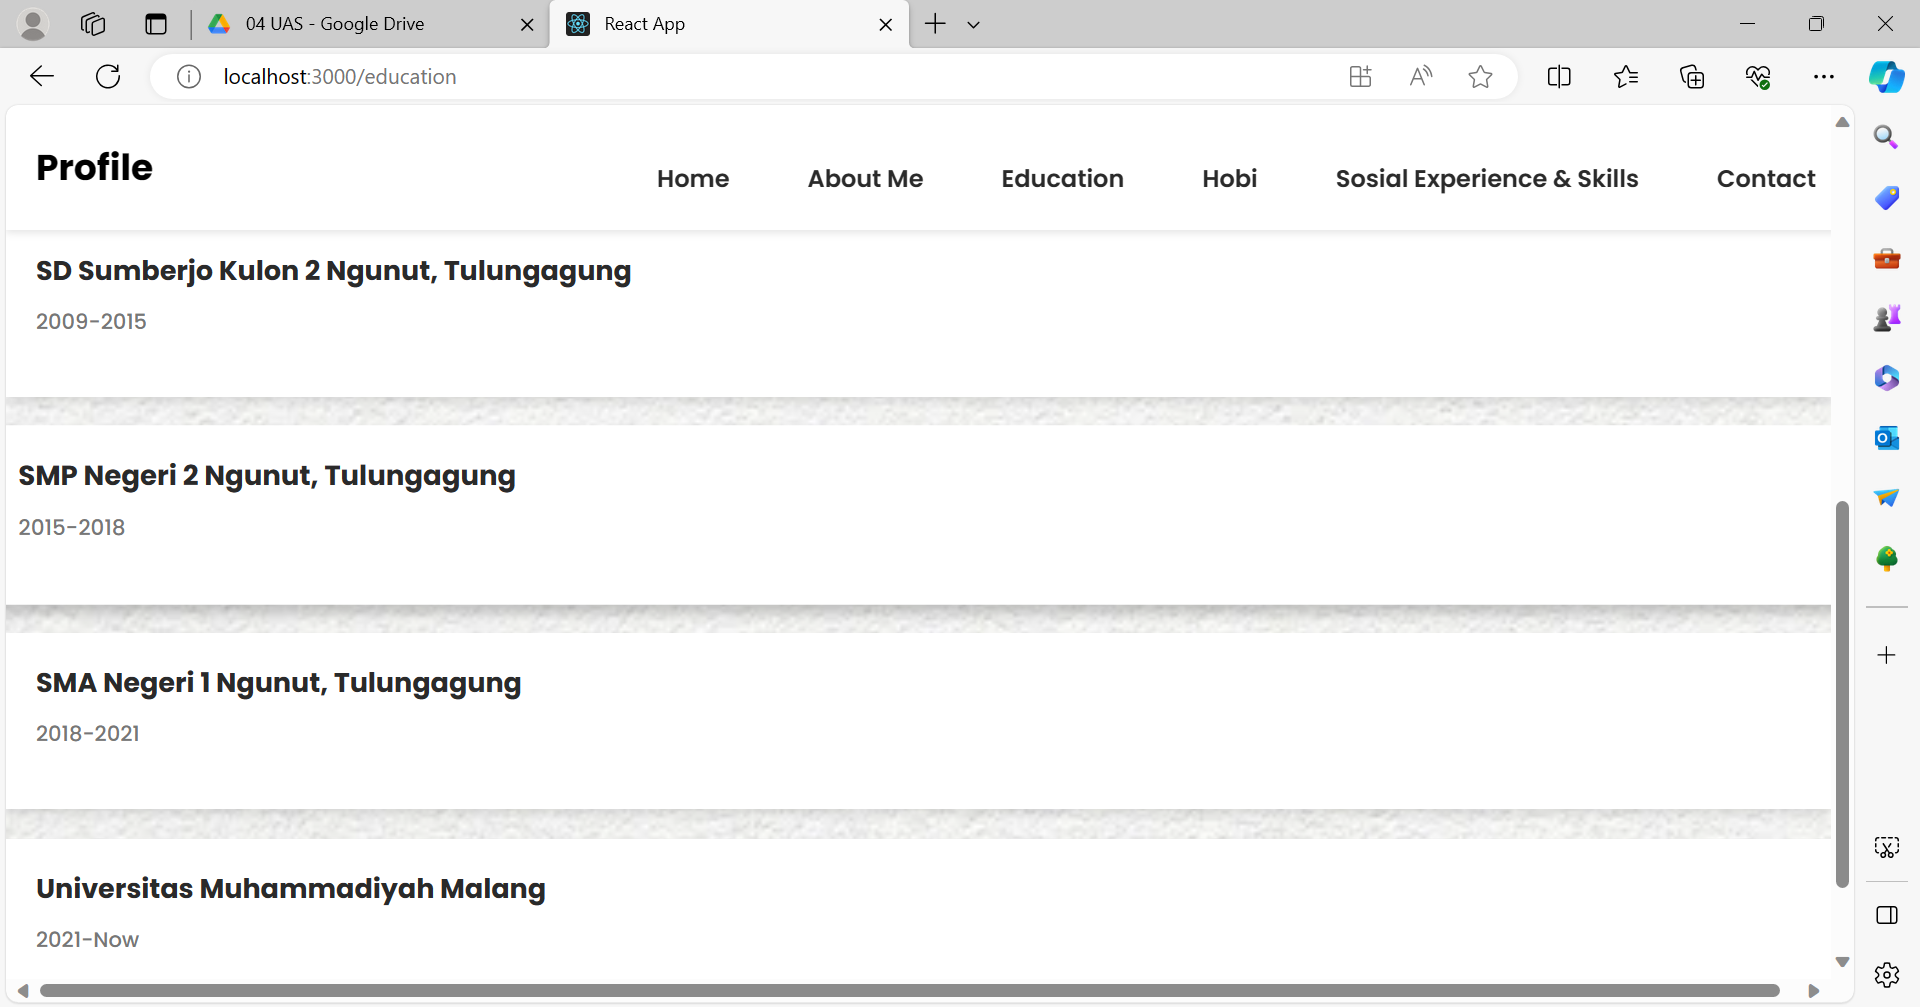 04 UAS - Google Drive
React App
localhost:3000/education
Profile
Home
About Me
Education
Hobi
Sosial Experience & Skills
Contact
SD Sumberjo Kulon 2 Ngunut, Tulungagung
2009-2015
SMP Negeri 2 Ngunut, Tulungagung
2015-2018
SMA Negeri 1 Ngunut, Tulungagung
2018-2021
Universitas Muhammadiyah Malang
2021-Now